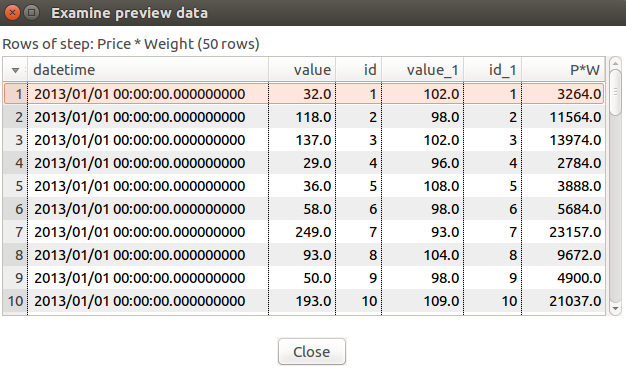 Examine preview data
Rows of step: Price * Weight (50 rows)
datetime value id value_1 id_1 P*W
1 2013/01/01 00:00:00.000000000 32.0 1 102.0 1 3264.0
2 2013/01/01 00:00:00.000000000 118.0 2 98.0 2 11564.0
3 2013/01/01 00:00:00.000000000 137.0 3 102.0 3 13974.0
4 2013/01/01 00:00:00.000000000 29.0 4 96.0 4 2784.0
5 2013/01/01 00:00:00.000000000 36.0 5 108.0 5 3888.0
6 2013/01/01 00:00:00.000000000 58.0 6 98.0 6 5684.0
7 2013/01/01 00:00:00.000000000 249.0 7 93.0 7 23157.0
8 2013/01/01 00:00:00.000000000 93.0 8 104.0 8 9672.0
9 2013/01/01 00:00:00.000000000 50.0 9 98.0 9 4900.0
10 2013/01/01 00:00:00.000000000 193.0 10 109.0 10 21037.0
Close